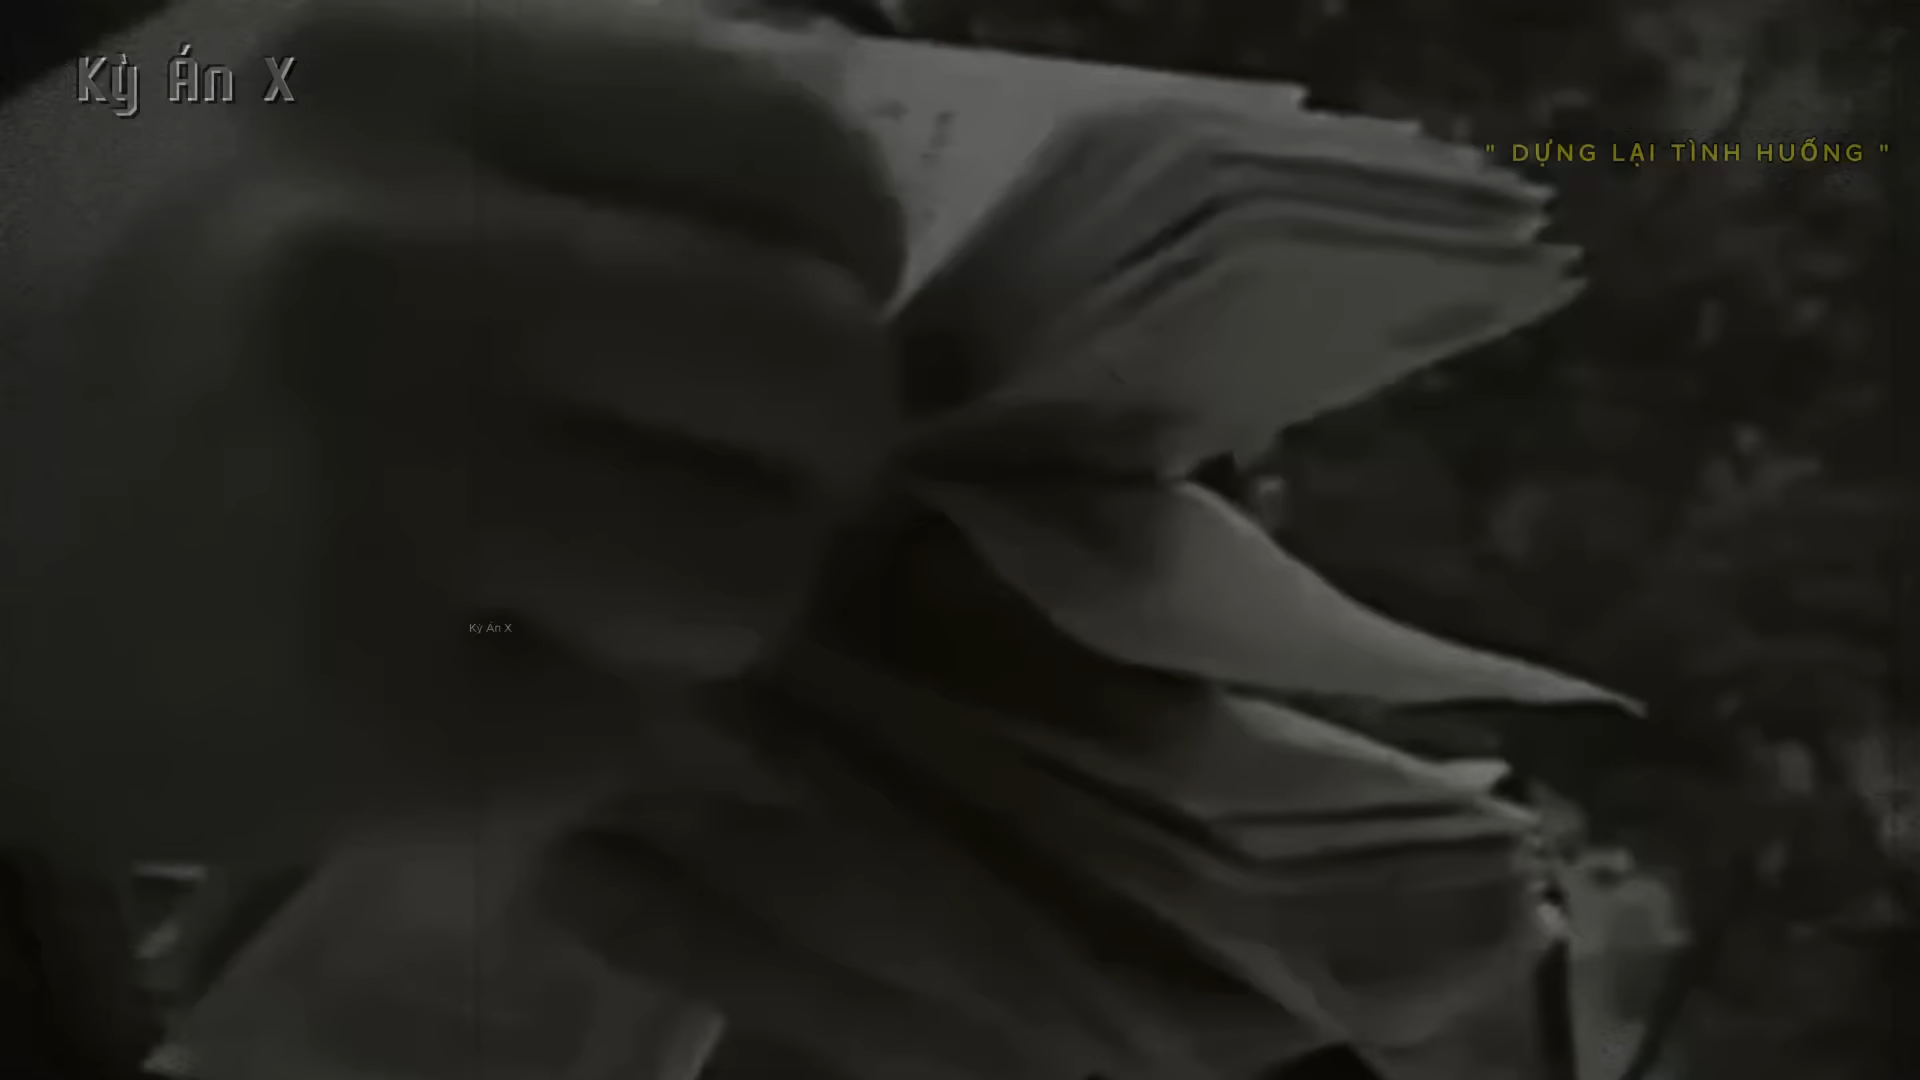 Kỳ Án X
" DỰNG LẠI TÌNH HUỐNG "
Kỳ Án X